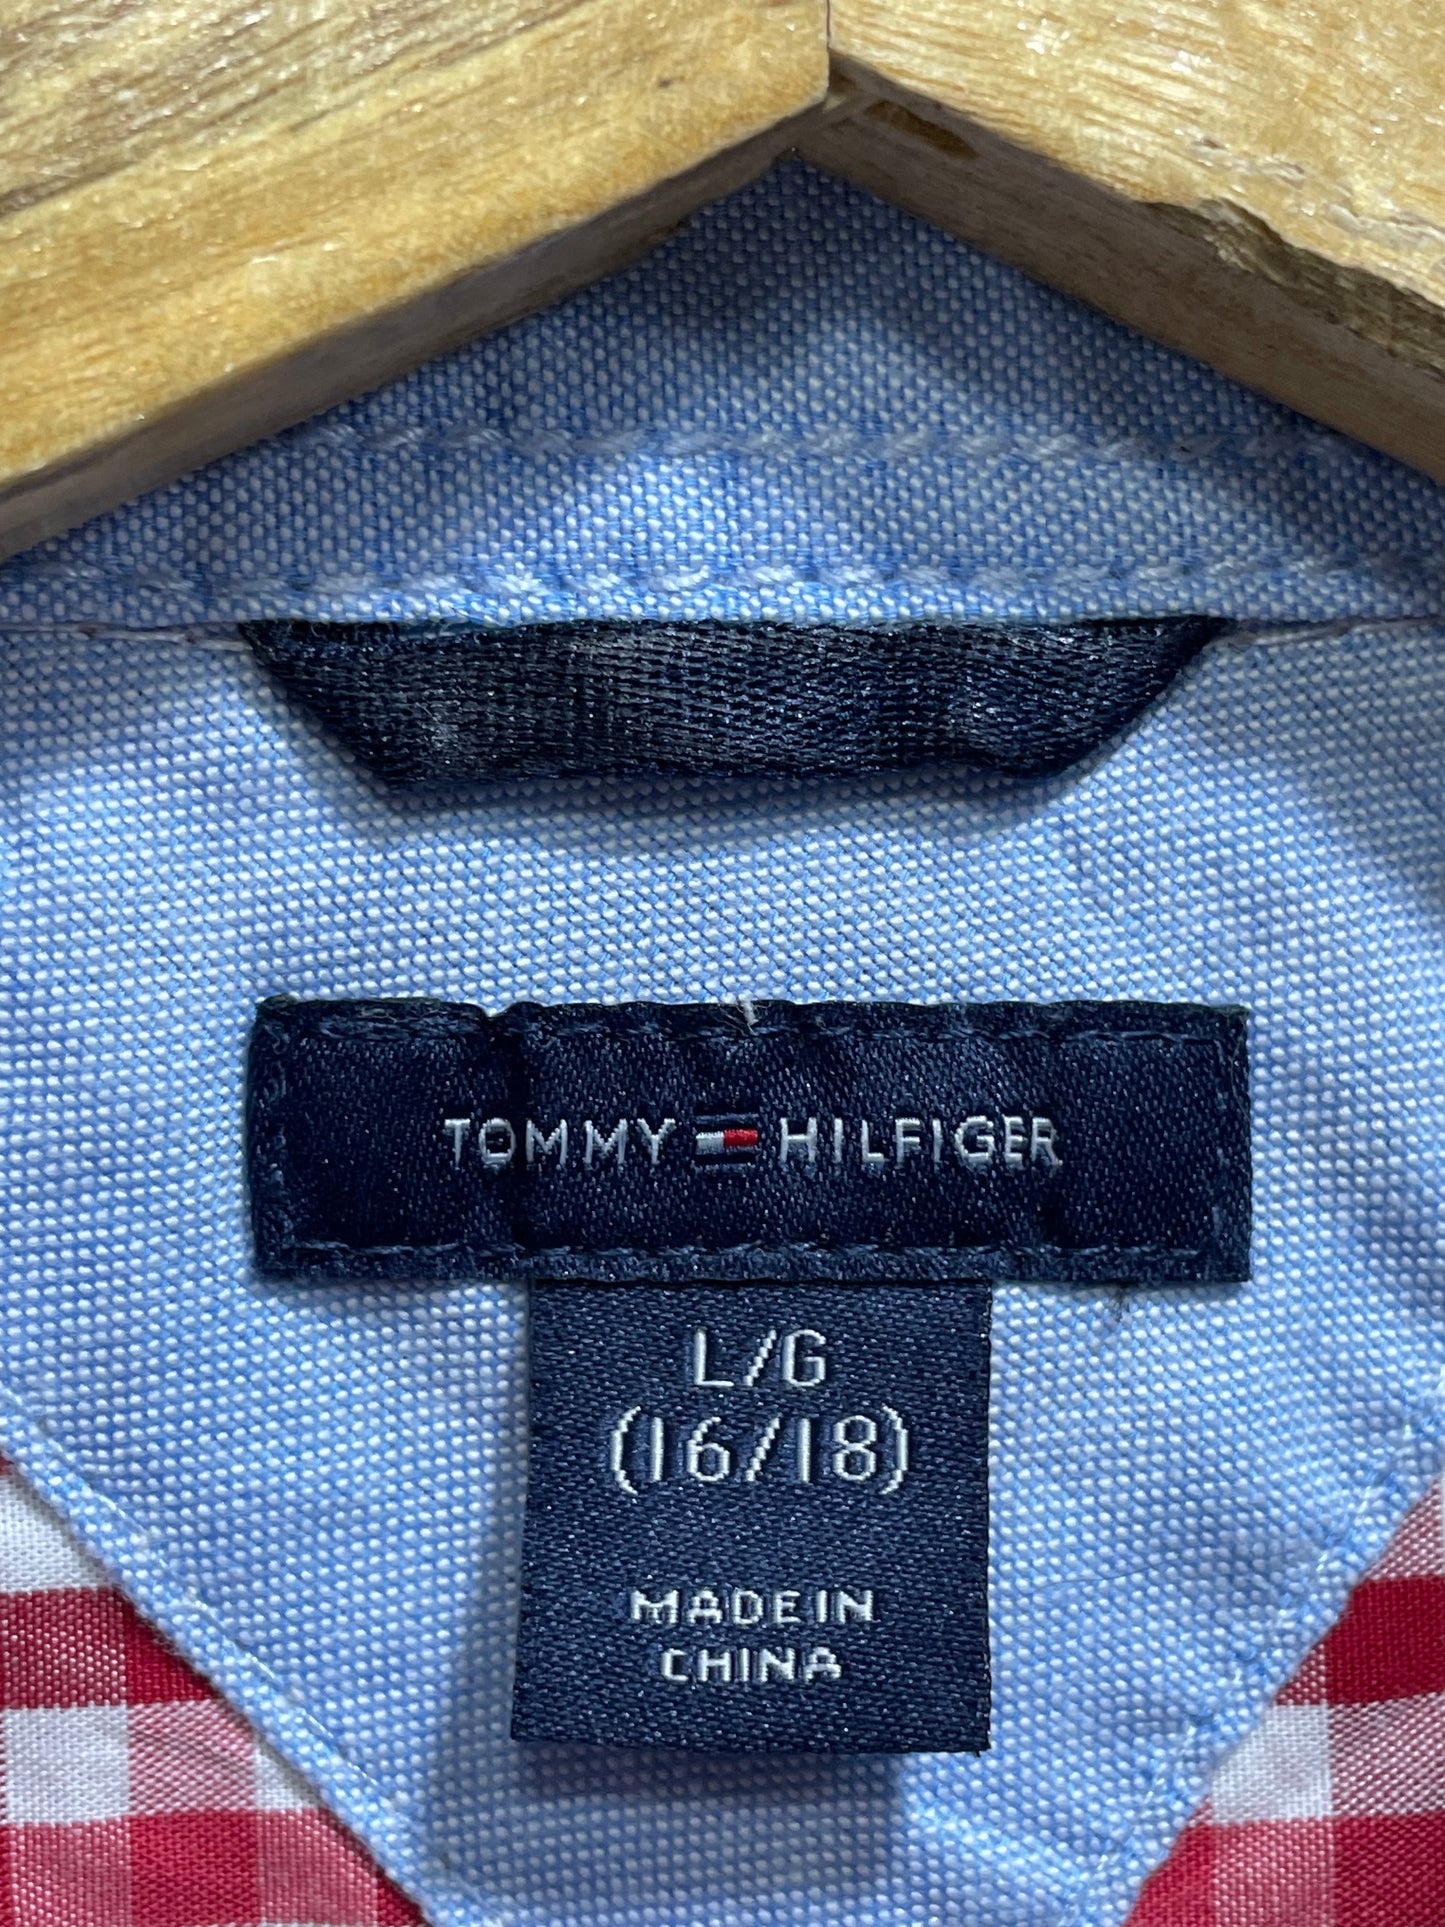 TOMMY HILFIGER
L/G
(16/18)
MADE IN
CHINA